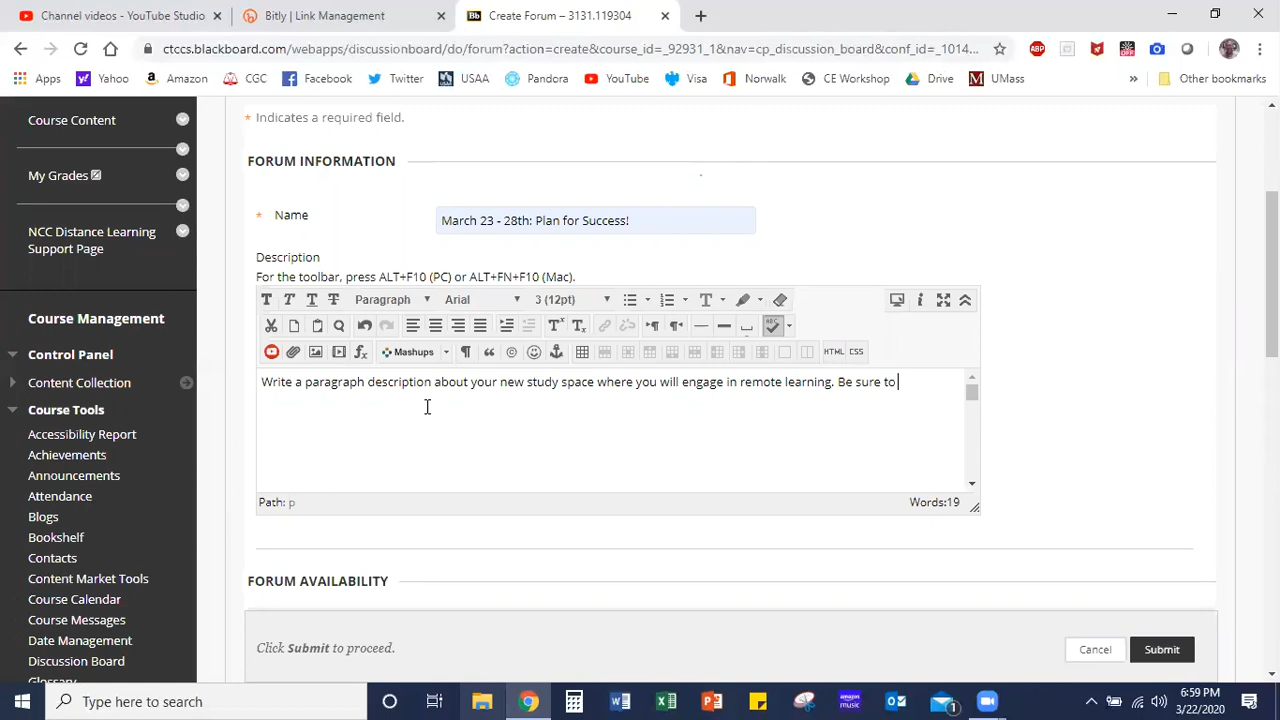 Channel videos - YouTube Studio
Bitly | Link Management
Create Forum – 3131.119304
ctccs.blackboard.com/webapps/discussionboard/do/forum?action=create&course_id=_92931_1&nav=cp_discussion_board&conf_id=_1014...
Apps Yahoo Amazon CGC Facebook Twitter USAA Pandora YouTube Visa Norwalk CE Workshop Drive UMass » Other bookmarks
Course Content
My Grades
NCC Distance Learning
Support Page
Course Management
Control Panel
Content Collection
Course Tools
Accessibility Report
Achievements
Announcements
Attendance
Blogs
Bookshelf
Contacts
Content Market Tools
Course Calendar
Course Messages
Date Management
Discussion Board
Glossary
* Indicates a required field.
FORUM INFORMATION
* Name
March 23 - 28th: Plan for Success!
Description
For the toolbar, press ALT+F10 (PC) or ALT+FN+F10 (Mac).
T T T T Paragraph Arial 3 (12pt) T
ABC
Mashups HTML CSS
Write a paragraph description about your new study space where you will engage in remote learning. Be sure to
Path: p
Words:19
FORUM AVAILABILITY
Click Submit to proceed.
Cancel
Submit
Type here to search
6:59 PM
3/22/2020